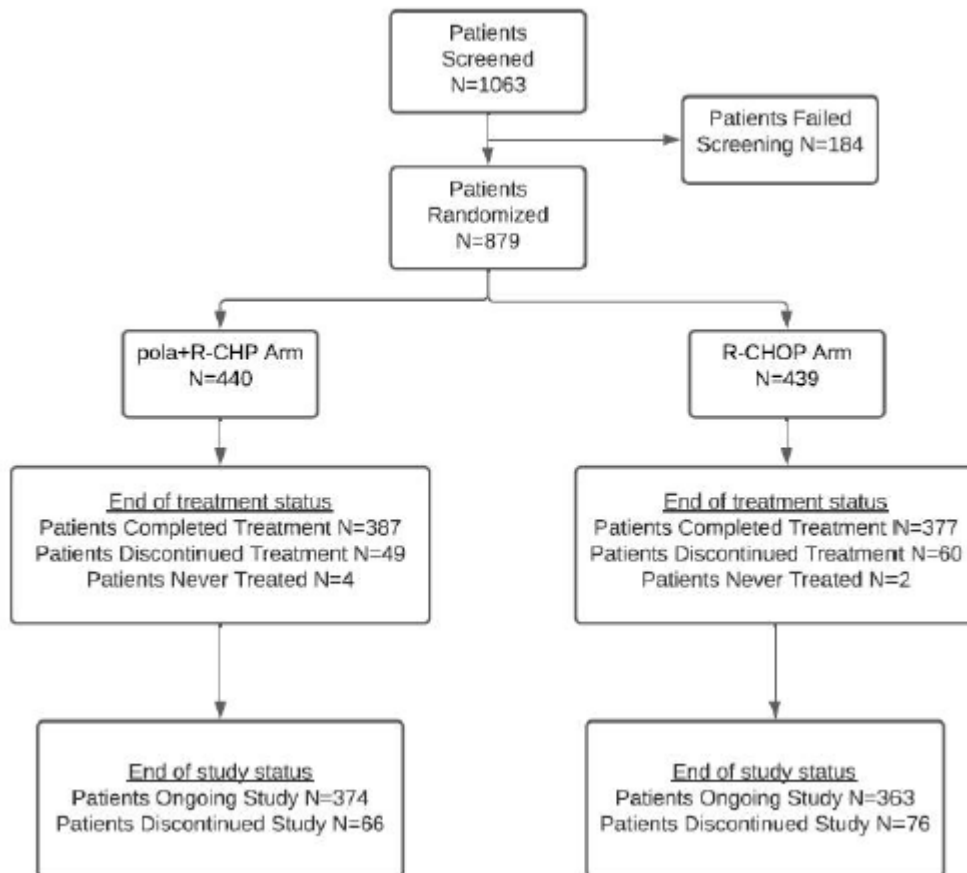 Patients
Screened
N=1063
Patients Failed
Screening N=184
Patients
Randomized
N=879
pola+R-CHP Arm
N=440
R-CHOP Arm
N=439
End of treatment status
Patients Completed Treatment N=387
Patients Discontinued Treatment N=49
Patients Never Treated N=4
End of treatment status
Patients Completed Treatment N=377
Patients Discontinued Treatment N=60
Patients Never Treated N=2
End of study status
Patients Ongoing Study N=374
Patients Discontinued Study N=66
End of study status
Patients Ongoing Study N=363
Patients Discontinued Study N=76